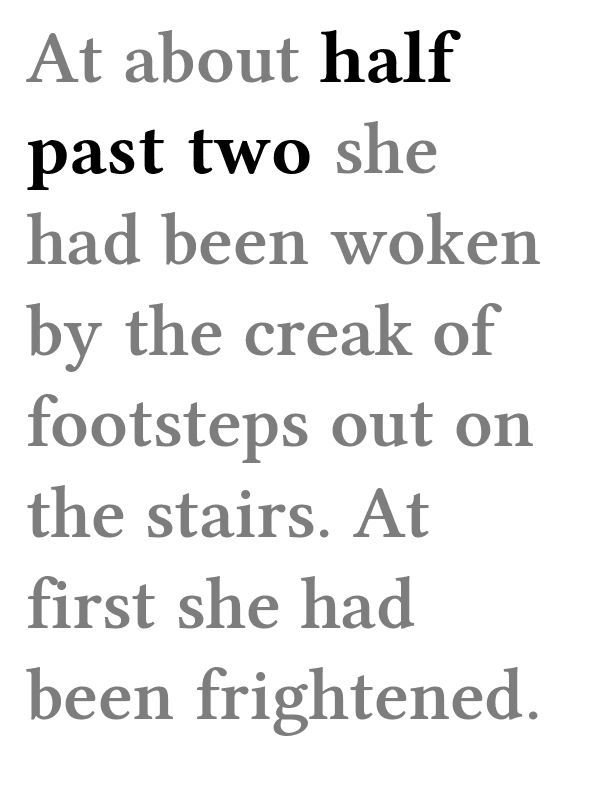 At about half
past two she
had been woken
by the creak of
footsteps out on
the stairs. At
first she had
been frightened.